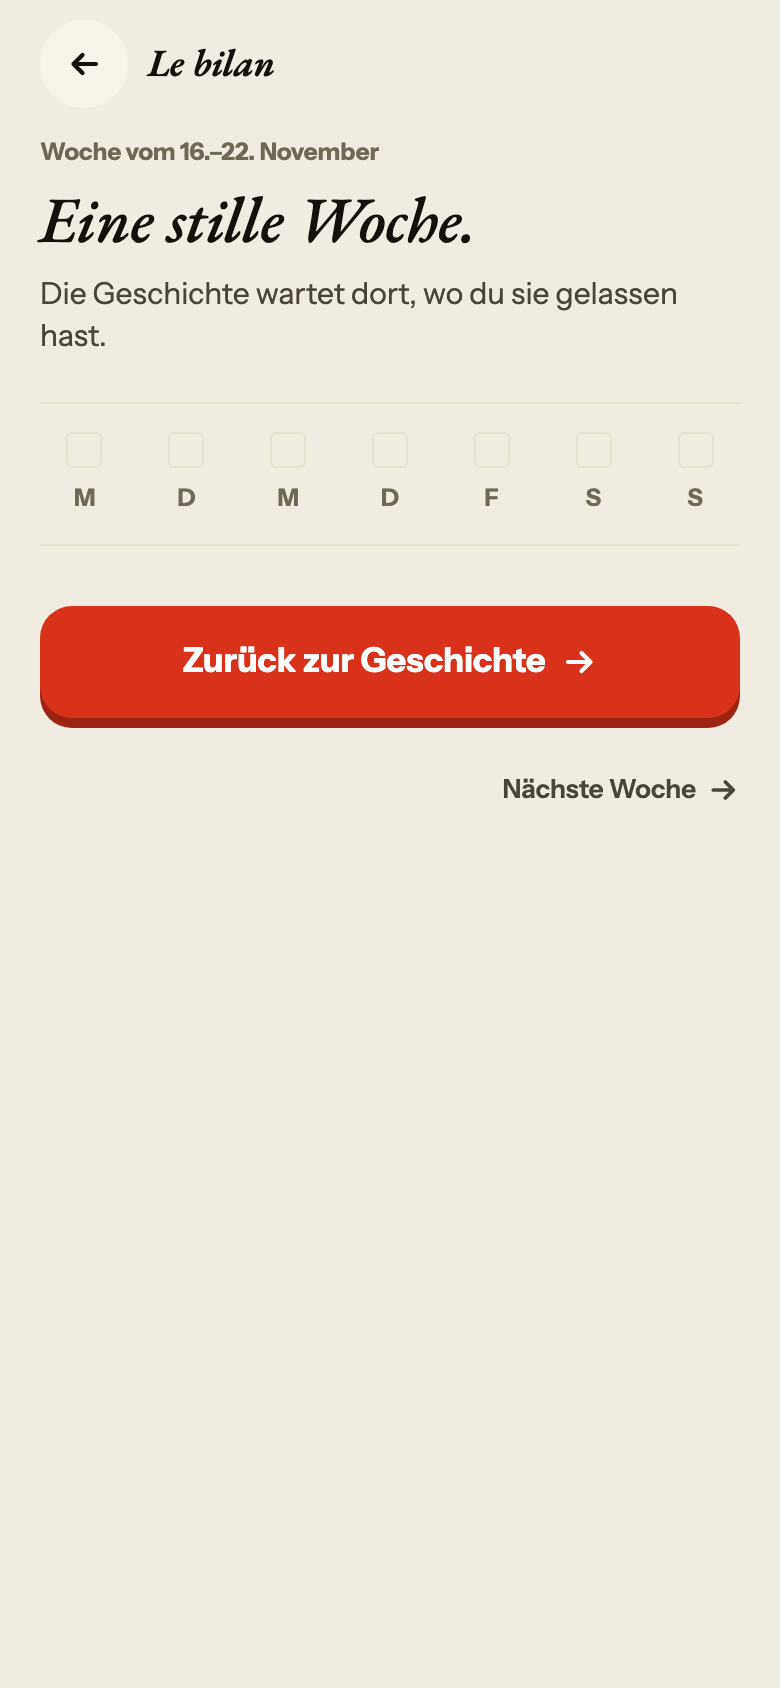 Le bilan
Woche vom 16.–22. November
Eine stille Woche.
Die Geschichte wartet dort, wo du sie gelassen
hast.
M D M D F S S
Zurück zur Geschichte →
Nächste Woche →